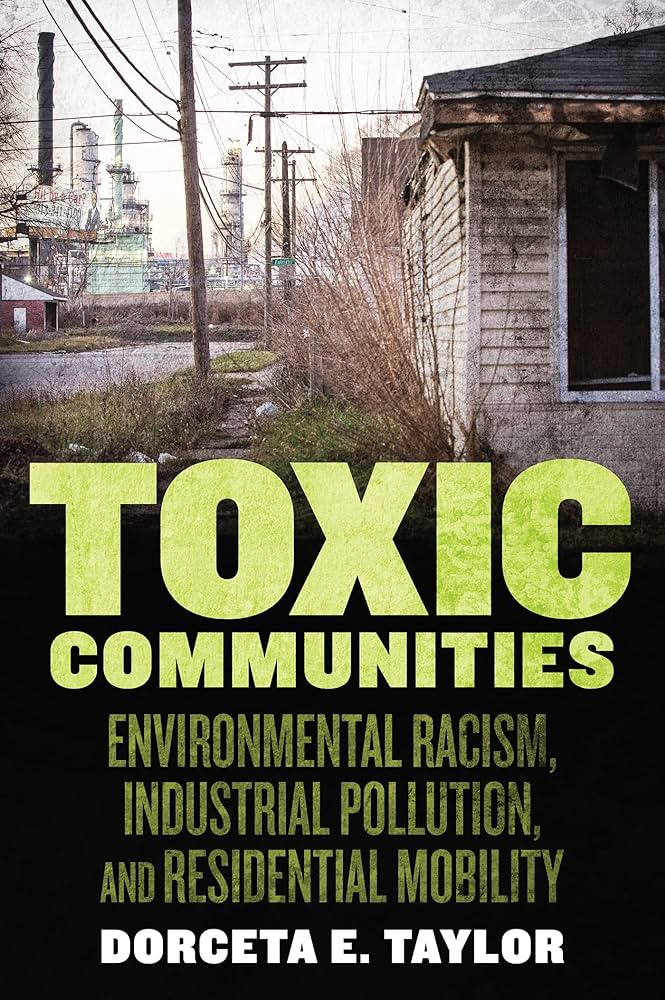 TOXIC
COMMUNITIES
ENVIRONMENTAL RACISM,
INDUSTRIAL POLLUTION,
AND RESIDENTIAL MOBILITY
DORCETA E. TAYLOR